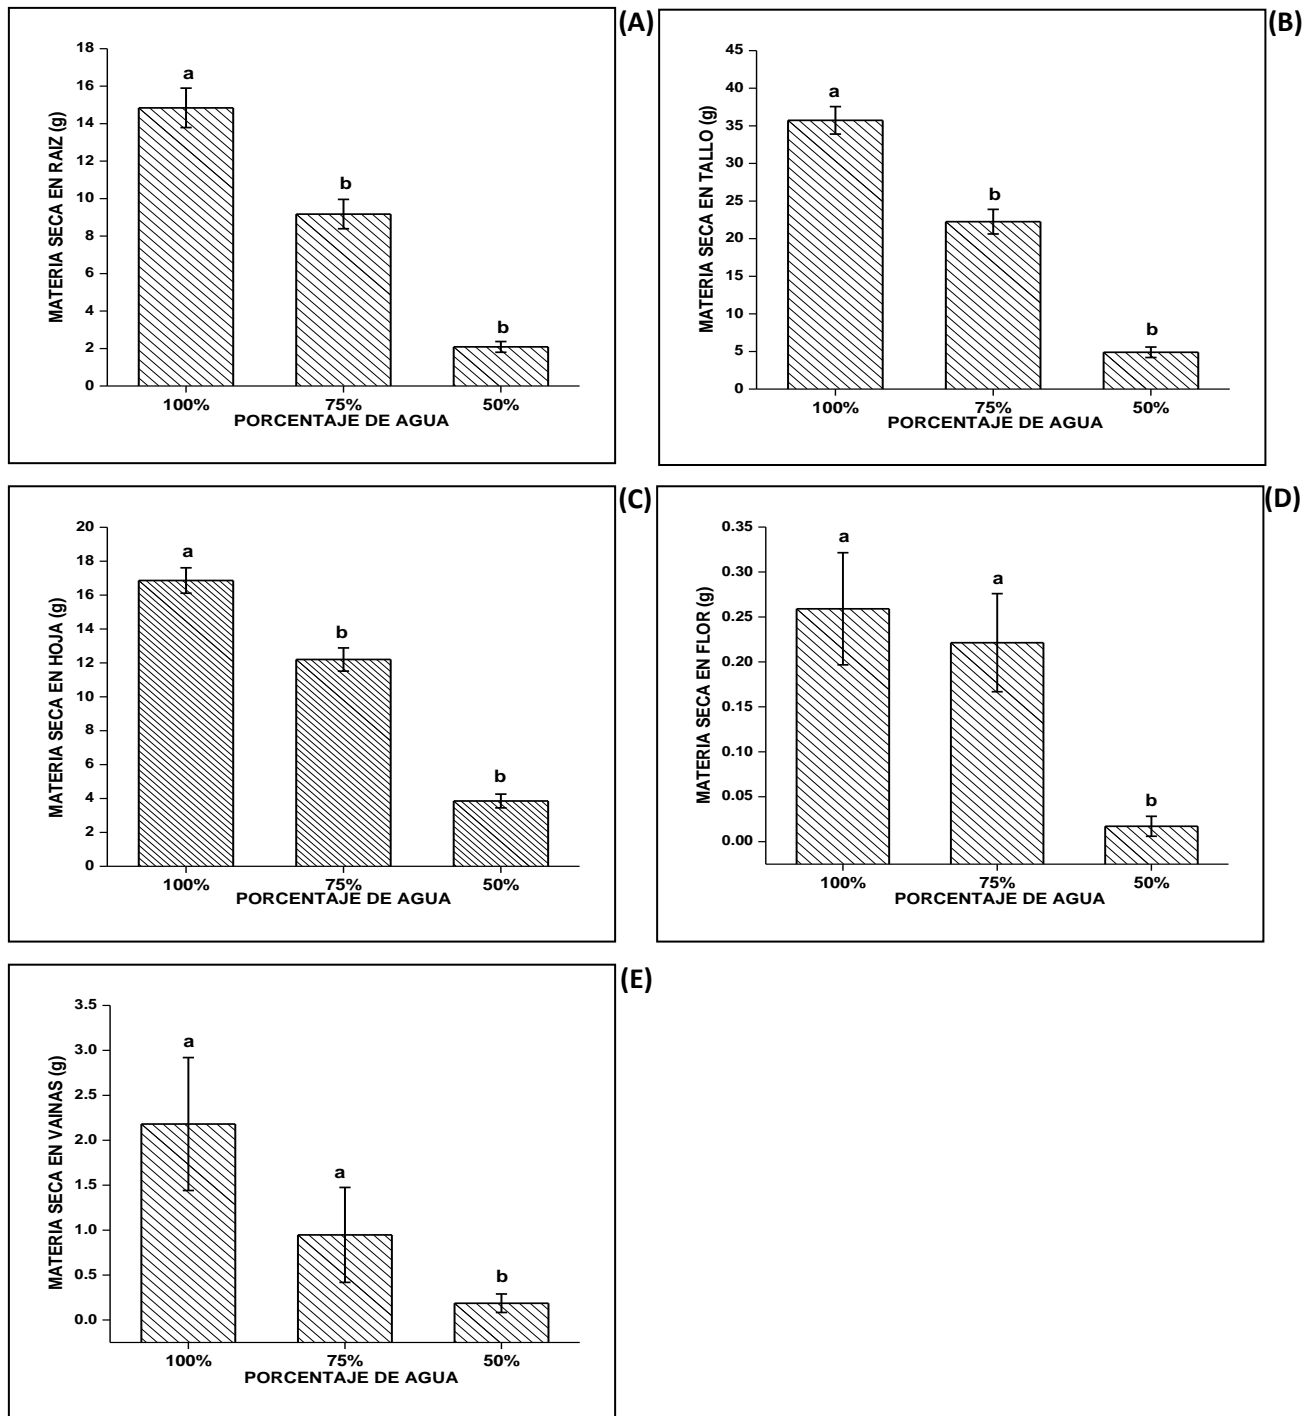 (A)
18
16
14
12
10
8
6
4
2
0
MATERIA SECA EN RAIZ (g)
a
b
b
100% 75% 50%
PORCENTAJE DE AGUA
(B)
45
40
35
30
25
20
15
10
5
0
MATERIA SECA EN TALLO (g)
a
b
b
100% 75% 50%
PORCENTAJE DE AGUA
(C)
20
18
16
14
12
10
8
6
4
2
0
MATERIA SECA EN HOJA (g)
a
b
b
100% 75% 50%
PORCENTAJE DE AGUA
(D)
0.35
0.30
0.25
0.20
0.15
0.10
0.05
0.00
MATERIA SECA EN FLOR (g)
a
a
b
100% 75% 50%
PORCENTAJE DE AGUA
(E)
3.5
3.0
2.5
2.0
1.5
1.0
0.5
0.0
MATERIA SECA EN VAINAS (g)
a
a
b
100% 75% 50%
PORCENTAJE DE AGUA